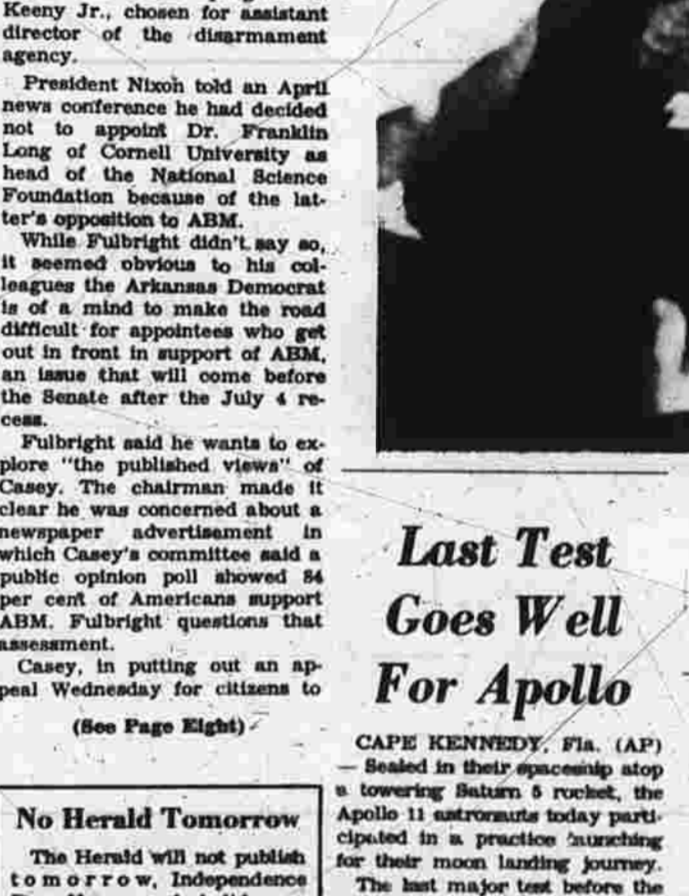 Keeny Jr., chosen for assistant
director of the disarmament
agency.
President Nixon told an April
news conference he had decided
not to appoint Dr. Franklin
Long of Cornell University as
head of the National Science
Foundation because of the lat-
ter's opposition to ABM.
While Fulbright didn't say so,
it seemed obvious to his col-
leagues the Arkansas Democrat
is of a mind to make the road
difficult for appointees who get
out in front in support of ABM,
an issue that will come before
the Senate after the July 4 re-
cess.
Fulbright said he wants to ex-
plore "the published views" of
Casey. The chairman made it
clear he was concerned about a
newspaper advertisement in
which Casey's committee said a
public opinion poll showed 84
per cent of Americans support
ABM. Fulbright questions that
assessment.
Casey, in putting out an ap-
peal Wednesday for citizens to
(See Page Eight)
No Herald Tomorrow
The Herald will not publish
tomorrow, Independence
Last Test
Goes Well
For Apollo
CAPE KENNEDY, Fla. (AP)
— Sealed in their spaceship atop
a towering Saturn 5 rocket, the
Apollo 11 astronauts today parti-
cipated in a practice launching
for their moon landing journey.
The last major test before the